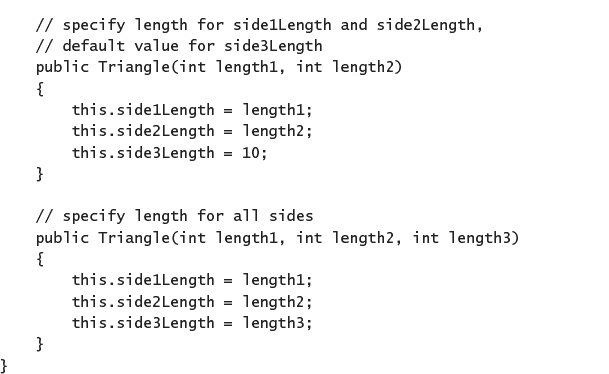 // specify length for side1Length and side2Length,
    // default value for side3Length
    public Triangle(int length1, int length2)
    {
        this.side1Length = length1;
        this.side2Length = length2;
        this.side3Length = 10;
    }

    // specify length for all sides
    public Triangle(int length1, int length2, int length3)
    {
        this.side1Length = length1;
        this.side2Length = length2;
        this.side3Length = length3;
    }
}